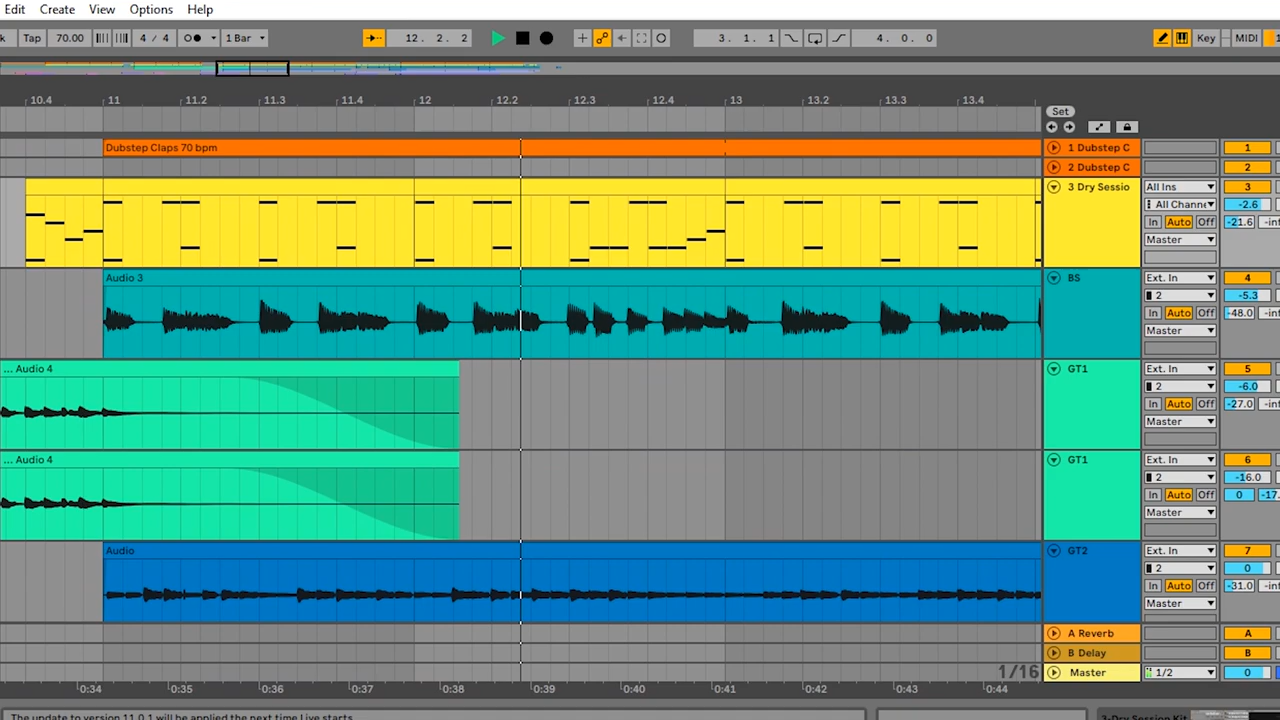 Edit Create View Options Help
k Tap 70.00 4 / 4 1 Bar 12. 2. 2 3. 1. 1 4. 0. 0 Key MIDI
10.4 11 11.2 11.3 11.4 12 12.2 12.3 12.4 13 13.2 13.3 13.4
Set
Dubstep Claps 70 bpm 1 Dubstep C 1
2 Dubstep C 2
3 Dry Sessio All Ins 3
All Channe -2.6
In Auto Off -21.6 -inf
Master
Audio 3 BS Ext. In 4
2 -5.3
In Auto Off -48.0 -inf
Master
... Audio 4 GT1 Ext. In 5
2 -6.0
In Auto Off -27.0 -inf
Master
... Audio 4 GT1 Ext. In 6
2 -16.0
In Auto Off 0 -17.
Master
Audio GT2 Ext. In 7
2 0
In Auto Off -31.0 -inf
Master
A Reverb A
B Delay B
1/16 Master 1/2 0
0:34 0:35 0:36 0:37 0:38 0:39 0:40 0:41 0:42 0:43 0:44
The update to version 11.0.1 will be applied the next time Live starts. 3-Dry Session Kit